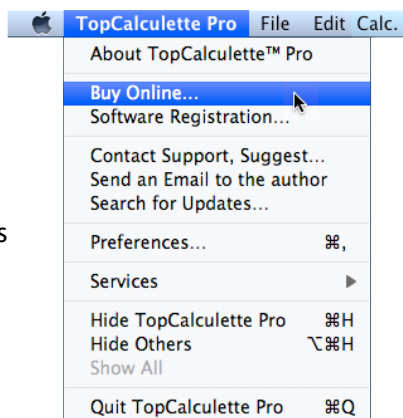 TopCalculette Pro File Edit Calc.
About TopCalculette™ Pro
Buy Online...
Software Registration...
Contact Support, Suggest...
Send an Email to the author
Search for Updates...
s
Preferences... ⌘,
Services
Hide TopCalculette Pro ⌘H
Hide Others ⌥⌘H
Show All
Quit TopCalculette Pro ⌘Q